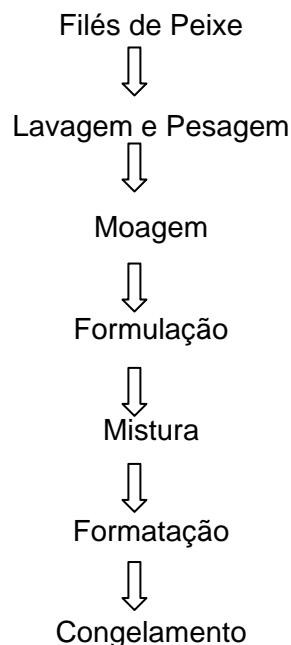 Filés de Peixe
Lavagem e Pesagem
Moagem
Formulação
Mistura
Formatação
Congelamento